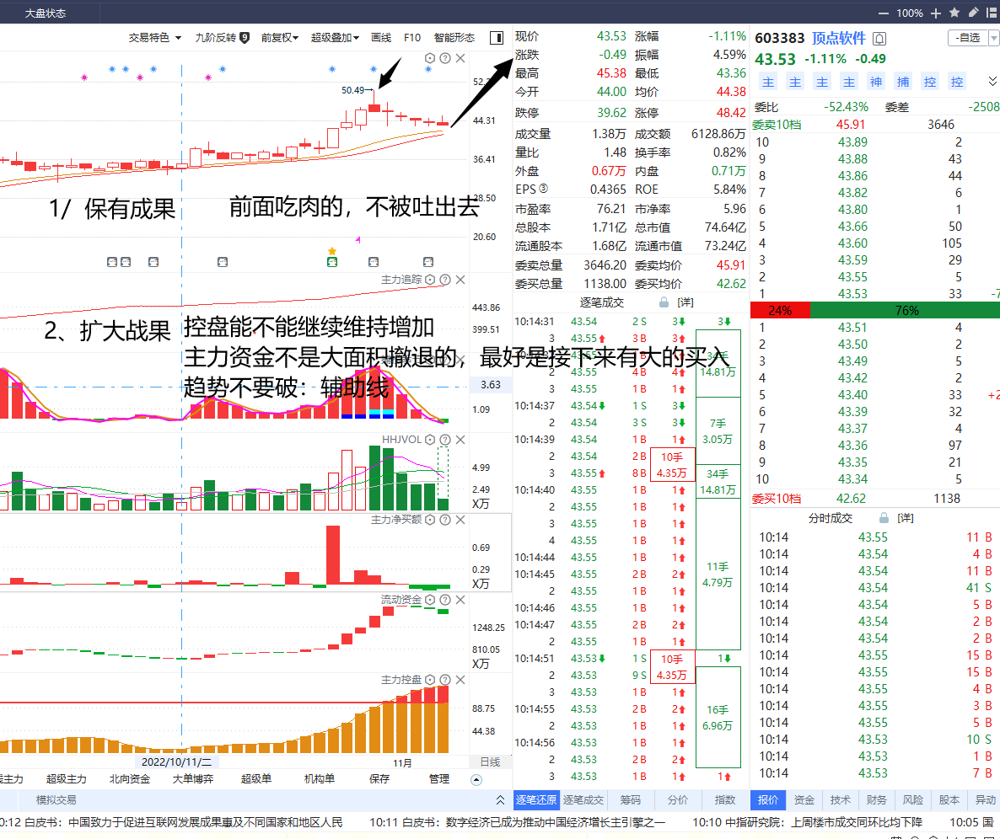 大盘状态
100%
交易特色 九阶反转 9 前复权 超级叠加 画线 F10 智能形态
50.49
44.31
36.41
28.50
20.60
1/ 保有成果 前面吃肉的，不被吐出去
主力追踪
443.86
399.51
2、扩大战果
控盘能不能继续维持增加
主力资金不是大面积撤退的，最好是接下来有大的买入
趋势不要破：辅助线
3.63
1.09
HHJVOL
4.99
2.49
X万
主力净买额
0.69
0.29
X万
流动资金
1248.25
810.05
X万
主力控盘
88.75
44.38
2022/10/11/二 11月 日线
超级主力 北向资金 大单博弈 超级单 机构单 保存 管理
模拟交易
现价 43.53 涨幅 -1.11%
涨跌 -0.49 振幅 4.59%
最高 45.38 最低 43.36
今开 44.00 均价 44.38
跌停 39.62 涨停 48.42
成交量 1.38万 成交额 6128.86万
量比 1.48 换手率 0.82%
外盘 0.67万 内盘 0.71万
EPS③ 0.4365 ROE 5.84%
市盈率 76.21 市净率 5.96
总股本 1.71亿 总市值 74.64亿
流通股本 1.68亿 流通市值 73.24亿
委卖总量 3646.20 委卖均价 45.91
委买总量 1138.00 委买均价 42.62
逐笔成交 [详]
10:14:31 43.54 2 S 3 3
3 43.55 3 B 3
2 43.55 4 B 4 14.81万
3 43.55 1 B 1
10:14:37 43.54 1 S 3
2 43.54 3 S 3 7手
10:14:39 43.54 1 B 1 3.05万
2 43.54 2 B 10手
3 43.55 8 B 4.35万 34手
10:14:40 43.55 1 B 1 14.81万
2 43.55 1 B 1
3 43.55 1 B 1
4 43.55 1 B 1
10:14:44 43.55 1 B 1 11手
10:14:45 43.55 2 B 2 4.79万
2 43.55 1 B 1
10:14:46 43.55 1 B 1
10:14:47 43.55 2 B 2
2 43.55 1 B 1
10:14:51 43.53 1 S 10手 1
2 43.53 9 S 4.35万
3 43.53 1 B 1
10:14:55 43.53 2 B 2 16手
2 43.53 1 B 1 6.96万
10:14:56 43.53 1 B 1
2 43.53 2 B 2
3 43.53 1 B 1 1
逐笔还原 逐笔成交 筹码 分价 指数
603383 顶点软件 -自选
43.53 -1.11% -0.49
主 主 主 主 神 捕 控 控
委比 -52.43% 委差 -2508
委卖10档 45.91 3646
10 43.89 2
9 43.88 43
8 43.86 44
7 43.82 6
6 43.80 1
5 43.66 50
4 43.60 105
3 43.59 29
2 43.55 5
1 43.53 33
24% 76%
1 43.51 4
2 43.50 2
3 43.49 5
4 43.42 2
5 43.40 33
6 43.39 32
7 43.37 4
8 43.36 97
9 43.35 21
10 43.34 5
委买10档 42.62 1138
分时成交 [详]
10:14 43.55 11 B
10:14 43.54 4 B
10:14 43.54 11 B
10:14 43.54 41 S
10:14 43.54 5 B
10:14 43.54 2 B
10:14 43.54 2 B
10:14 43.55 15 B
10:14 43.55 15 B
10:14 43.55 4 B
10:14 43.55 3 B
10:14 43.55 5 B
10:14 43.53 10 S
10:14 43.53 1 B
10:14 43.53 7 B
报价 资金 技术 财务 风险 股本 异动
0:12 白皮书：中国致力于促进互联网发展成果惠及不同国家和地区人民 10:11 白皮书：数字经济已成为推动中国经济增长主引擎之一 10:10 中指研究院：上周楼市成交同环比均下降 10:05 国